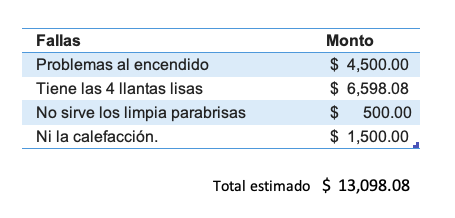 Fallas Monto
Problemas al encendido $ 4,500.00
Tiene las 4 llantas lisas $ 6,598.08
No sirve los limpia parabrisas $ 500.00
Ni la calefacción. $ 1,500.00
Total estimado $ 13,098.08